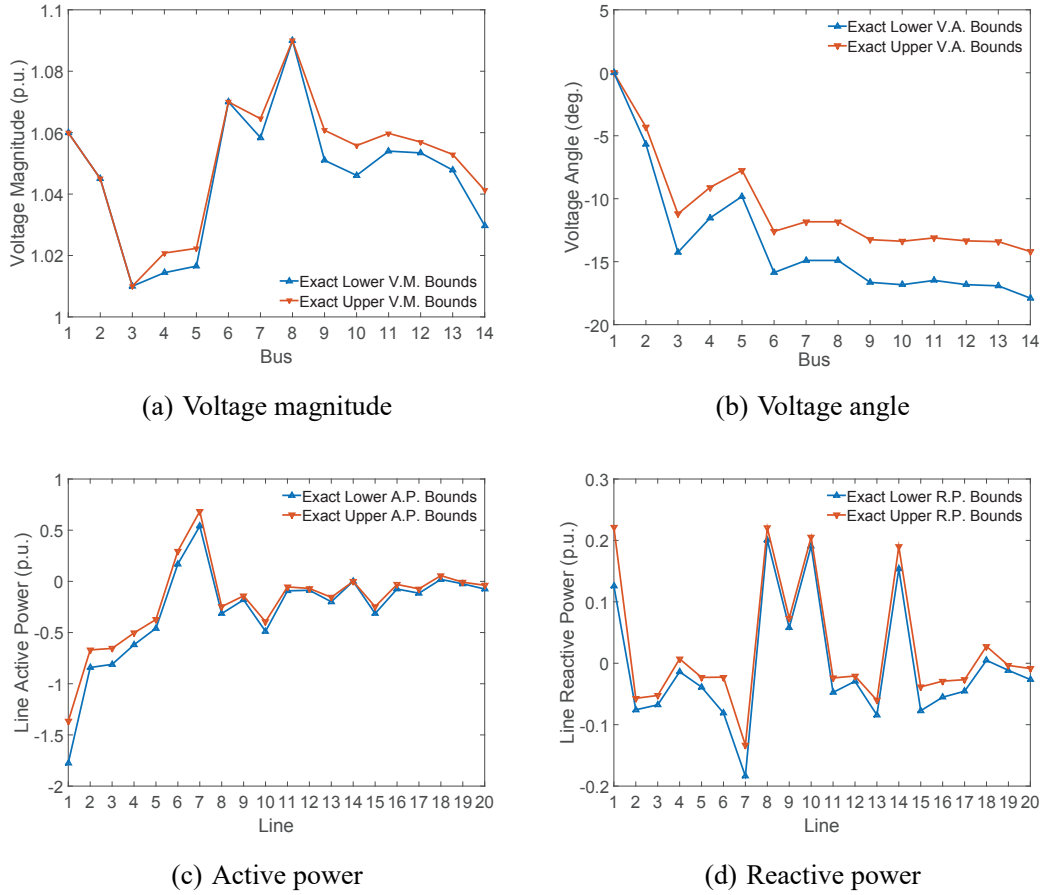 1.1
1.08
1.06
1.04
1.02
1
Voltage Magnitude (p.u.)
Exact Lower V.M. Bounds
Exact Upper V.M. Bounds
1 2 3 4 5 6 7 8 9 10 11 12 13 14
Bus
(a) Voltage magnitude
5
0
-5
-10
-15
-20
Voltage Angle (deg.)
Exact Lower V.A. Bounds
Exact Upper V.A. Bounds
1 2 3 4 5 6 7 8 9 10 11 12 13 14
Bus
(b) Voltage angle
1
0.5
0
-0.5
-1
-1.5
-2
Line Active Power (p.u.)
Exact Lower A.P. Bounds
Exact Upper A.P. Bounds
1 2 3 4 5 6 7 8 9 10 11 12 13 14 15 16 17 18 19 20
Line
(c) Active power
0.3
0.2
0.1
0
-0.1
-0.2
Line Reactive Power (p.u.)
Exact Lower R.P. Bounds
Exact Upper R.P. Bounds
1 2 3 4 5 6 7 8 9 10 11 12 13 14 15 16 17 18 19 20
Line
(d) Reactive power